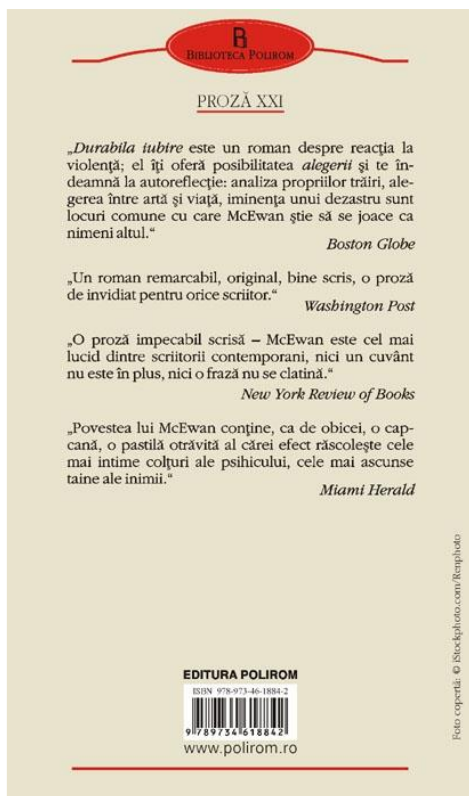 B
BIBLIOTECA POLIROM
PROZĂ XXI
„Durabila iubire este un roman despre reacția la
violență; el îți oferă posibilitatea alegerii și te în-
deamnă la autoreflecție: analiza propriilor trăiri, ale-
gerea între artă și viață, iminența unui dezastru sunt
locuri comune cu care McEwan știe să se joace ca
nimeni altul.“
Boston Globe
„Un roman remarcabil, original, bine scris, o proză
de invidiat pentru orice scriitor.“
Washington Post
„O proză impecabil scrisă – McEwan este cel mai
lucid dintre scriitorii contemporani, nici un cuvânt
nu este în plus, nici o frază nu se clatină.“
New York Review of Books
„Povestea lui McEwan conține, ca de obicei, o cap-
cană, o pastilă otrăvită al cărei efect răscolește cele
mai intime colțuri ale psihicului, cele mai ascunse
taine ale inimii.“
Miami Herald
Foto copertă: © iStockphoto.com/Renphoto
EDITURA POLIROM
ISBN 978-973-46-1884-2
9 789734 618842
www.polirom.ro